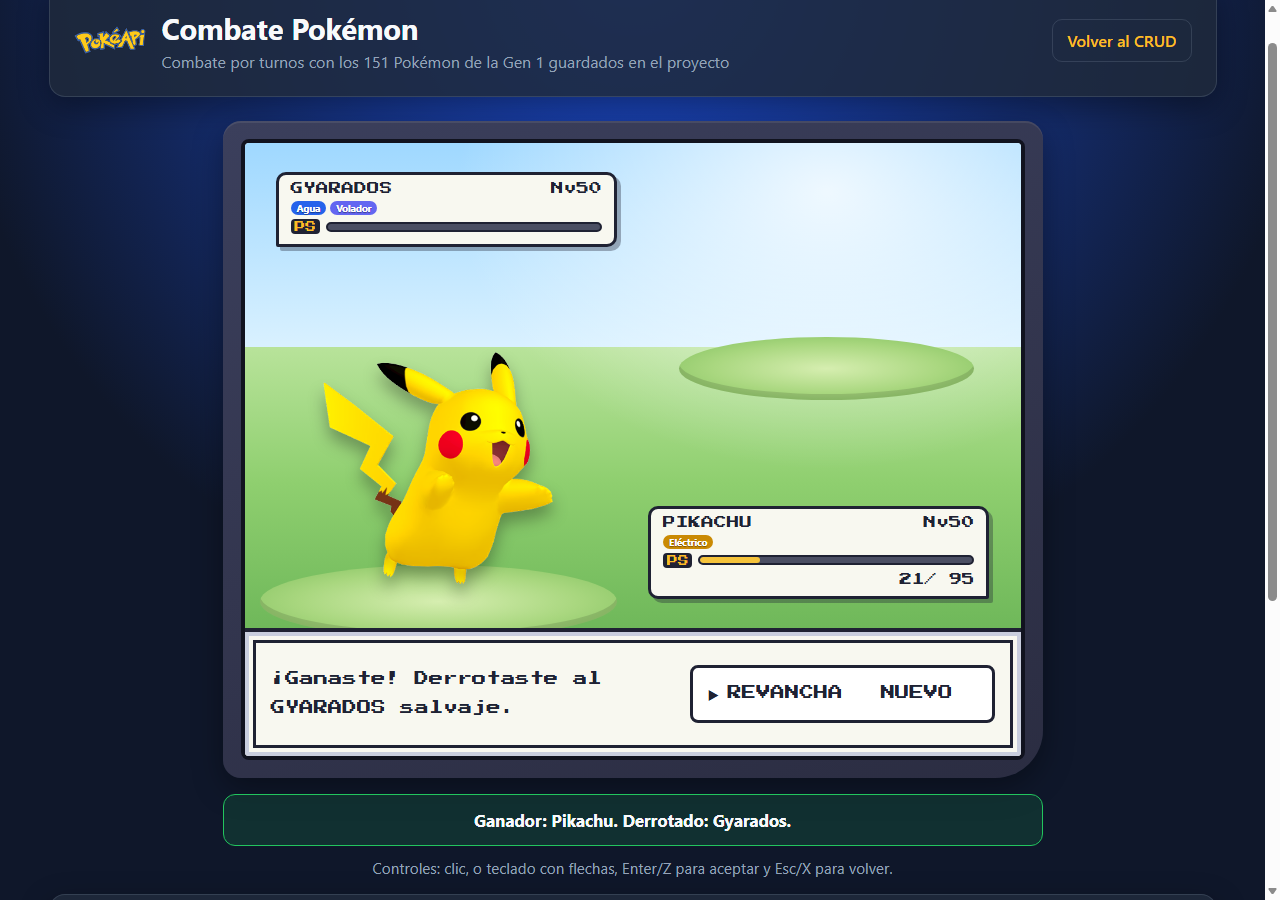 PokéAPI
Combate Pokémon
Combate por turnos con los 151 Pokémon de la Gen 1 guardados en el proyecto
Volver al CRUD
GYARADOS Nv50
Agua Volador
PS
PIKACHU Nv50
Eléctrico
PS
21/ 95
¡Ganaste! Derrotaste al
GYARADOS salvaje.
▶ REVANCHA NUEVO
Ganador: Pikachu. Derrotado: Gyarados.
Controles: clic, o teclado con flechas, Enter/Z para aceptar y Esc/X para volver.